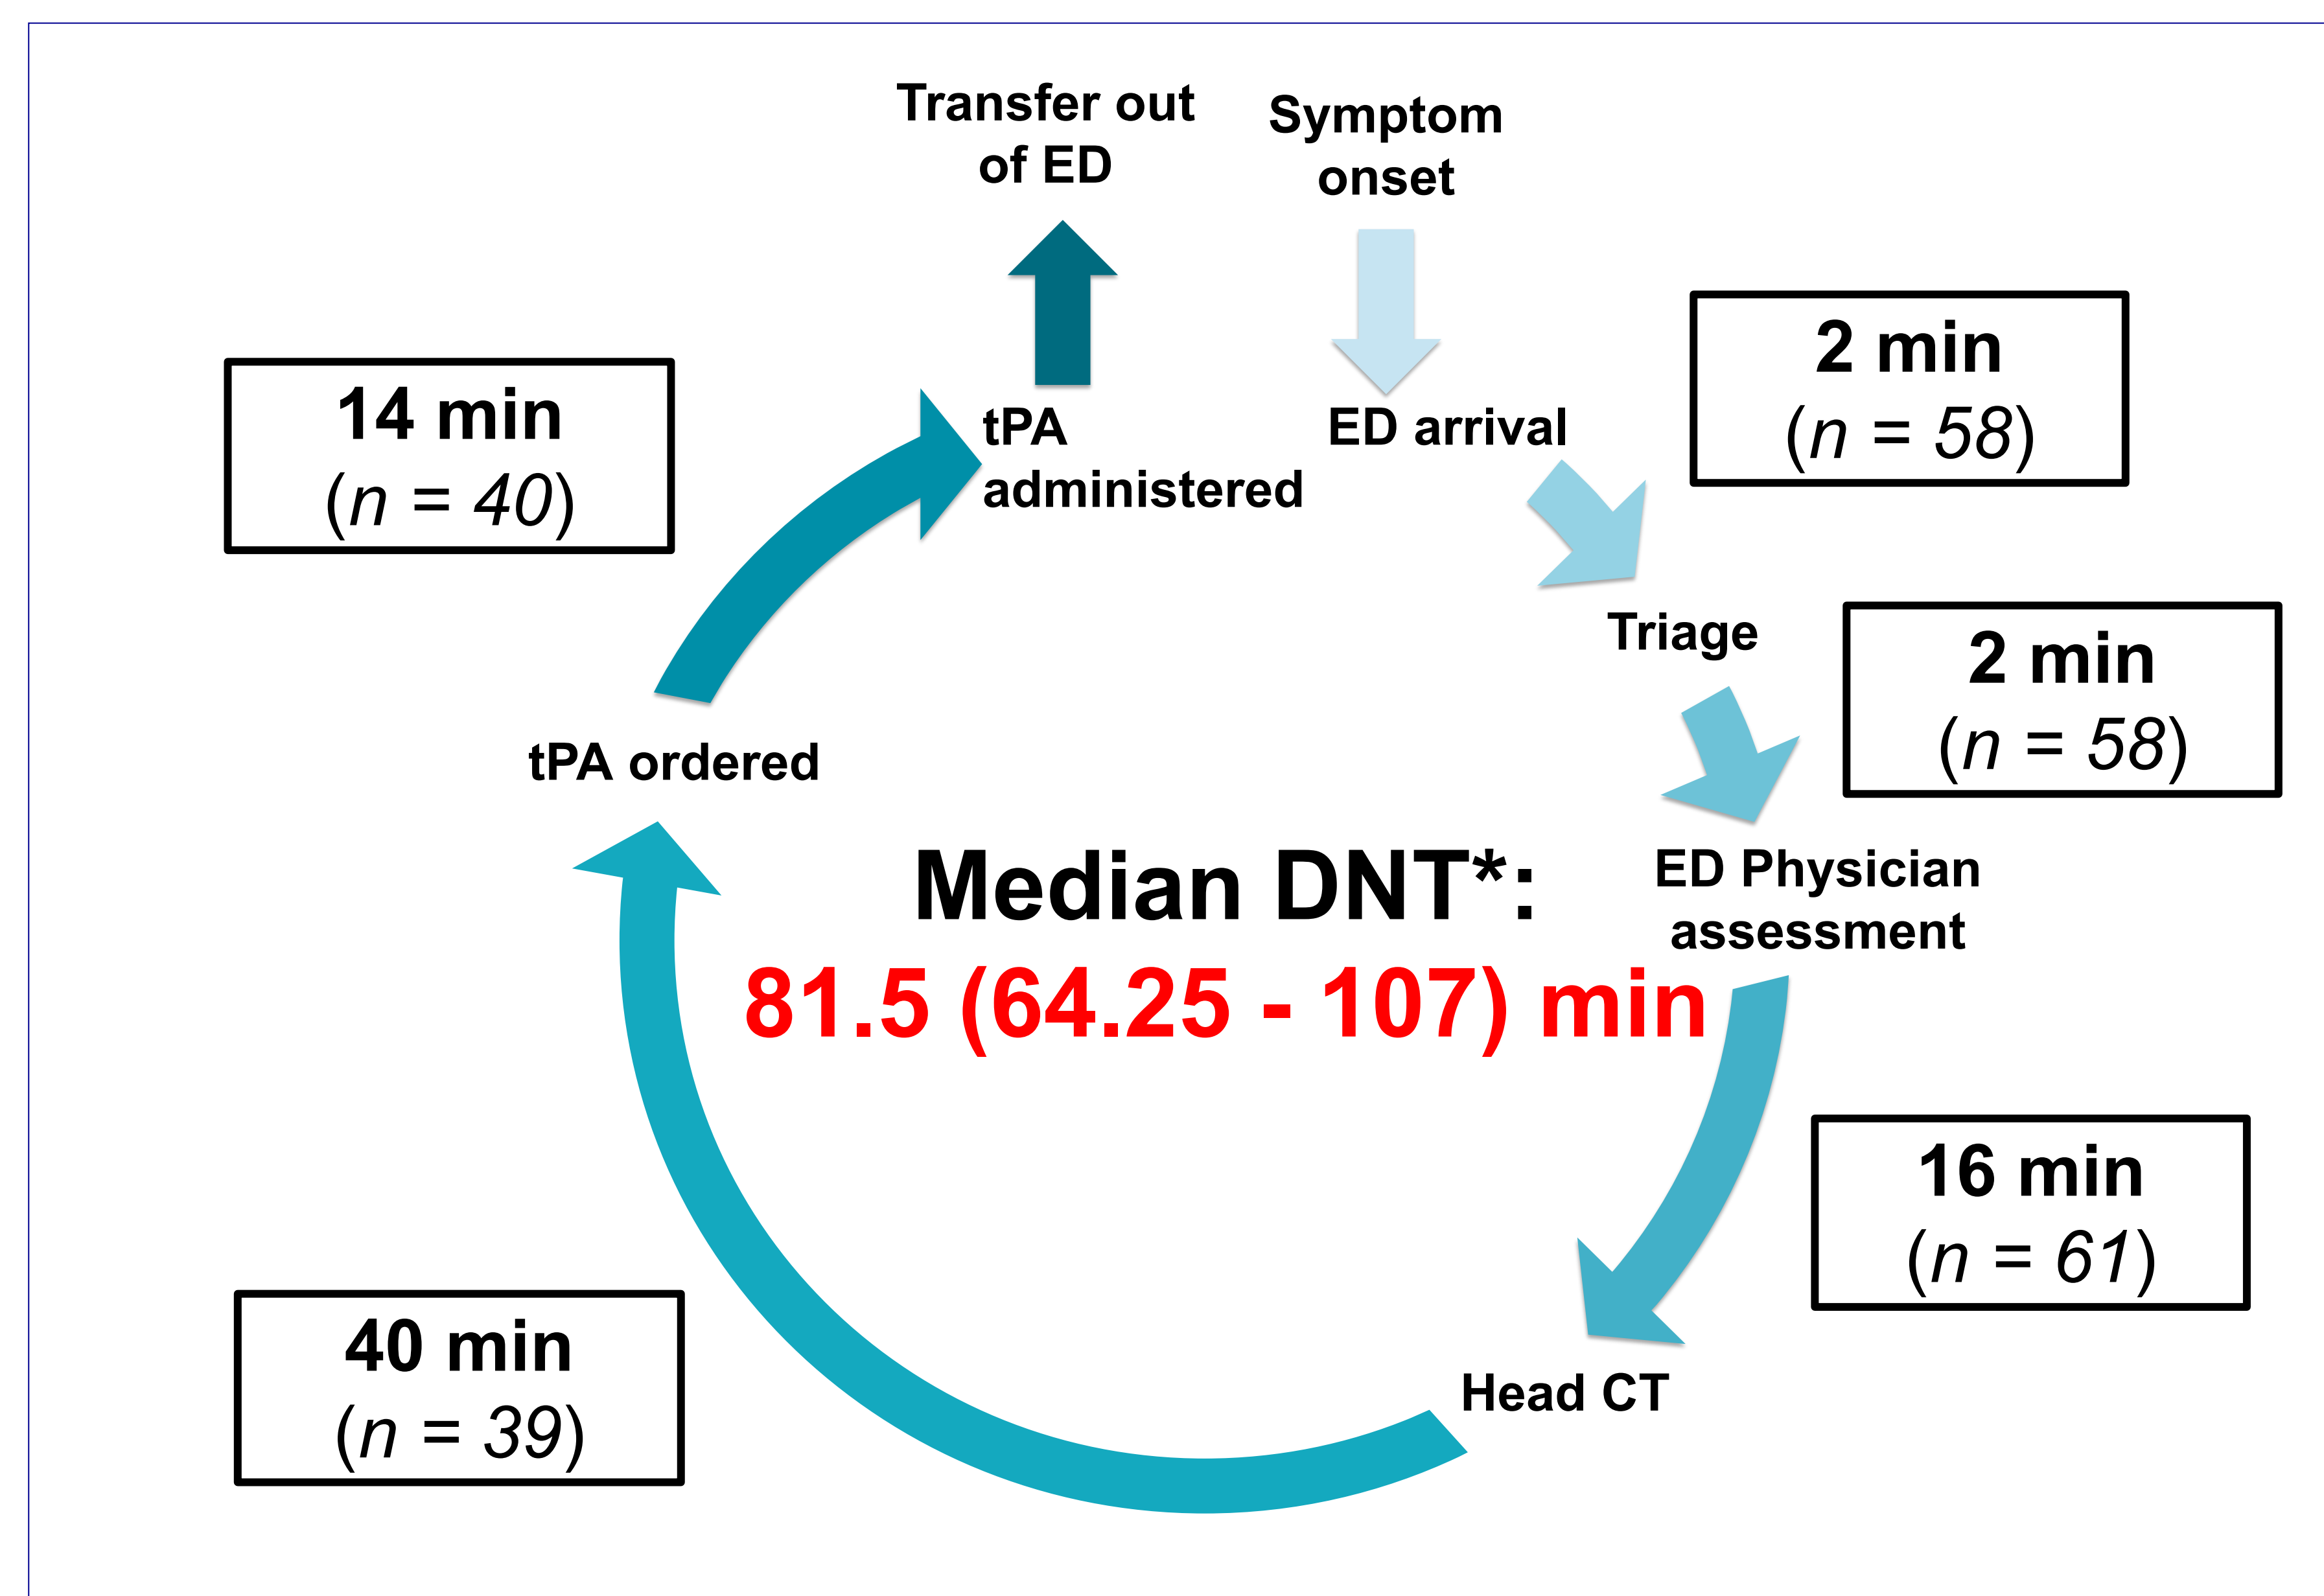 Transfer out
of ED
Symptom
onset
2 min
(n = 58)
14 min
(n = 40)
tPA
administered
ED arrival
Triage
2 min
(n = 58)
tPA ordered
Median DNT*:
81.5 (64.25 - 107) min
ED Physician
assessment
16 min
(n = 61)
40 min
(n = 39)
Head CT